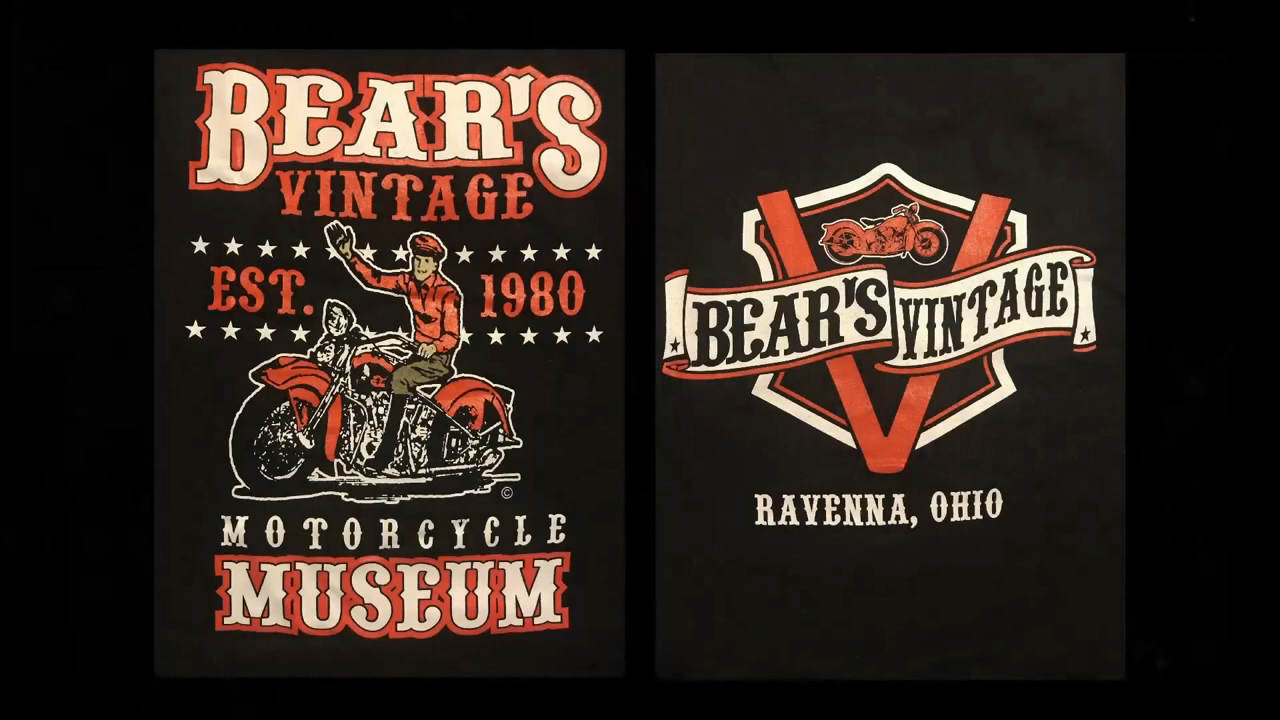 BEAR'S
VINTAGE
EST. 1980
©
MOTORCYCLE
MUSEUM
BEAR'S VINTAGE
RAVENNA, OHIO